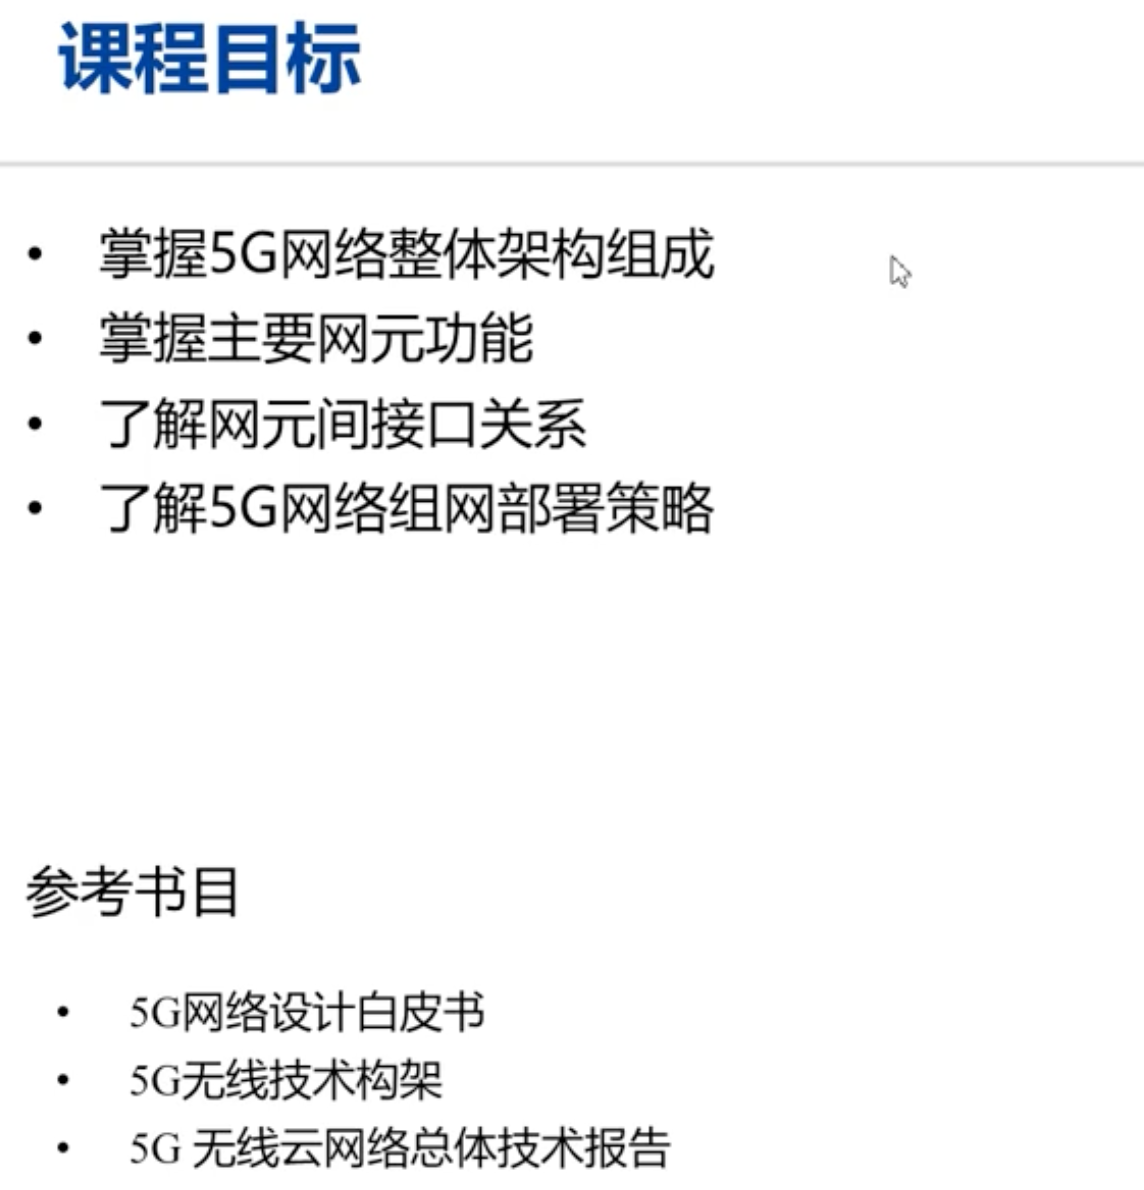 课程目标
• 掌握5G网络整体架构组成
• 掌握主要网元功能
• 了解网元间接口关系
• 了解5G网络组网部署策略
参考书目
• 5G网络设计白皮书
• 5G无线技术构架
• 5G 无线云网络总体技术报告